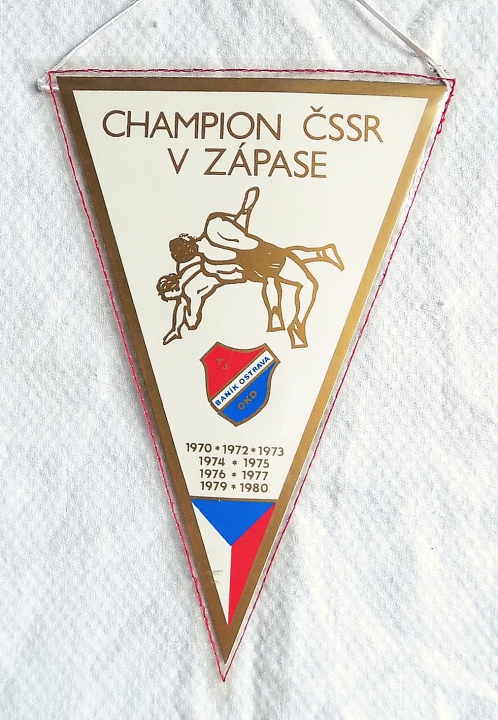 CHAMPION ČSSR
V ZÁPASE
TJ
BANÍK OSTRAVA
OKD
1970 * 1972 * 1973
1974 * 1975
1976 * 1977
1979 * 1980